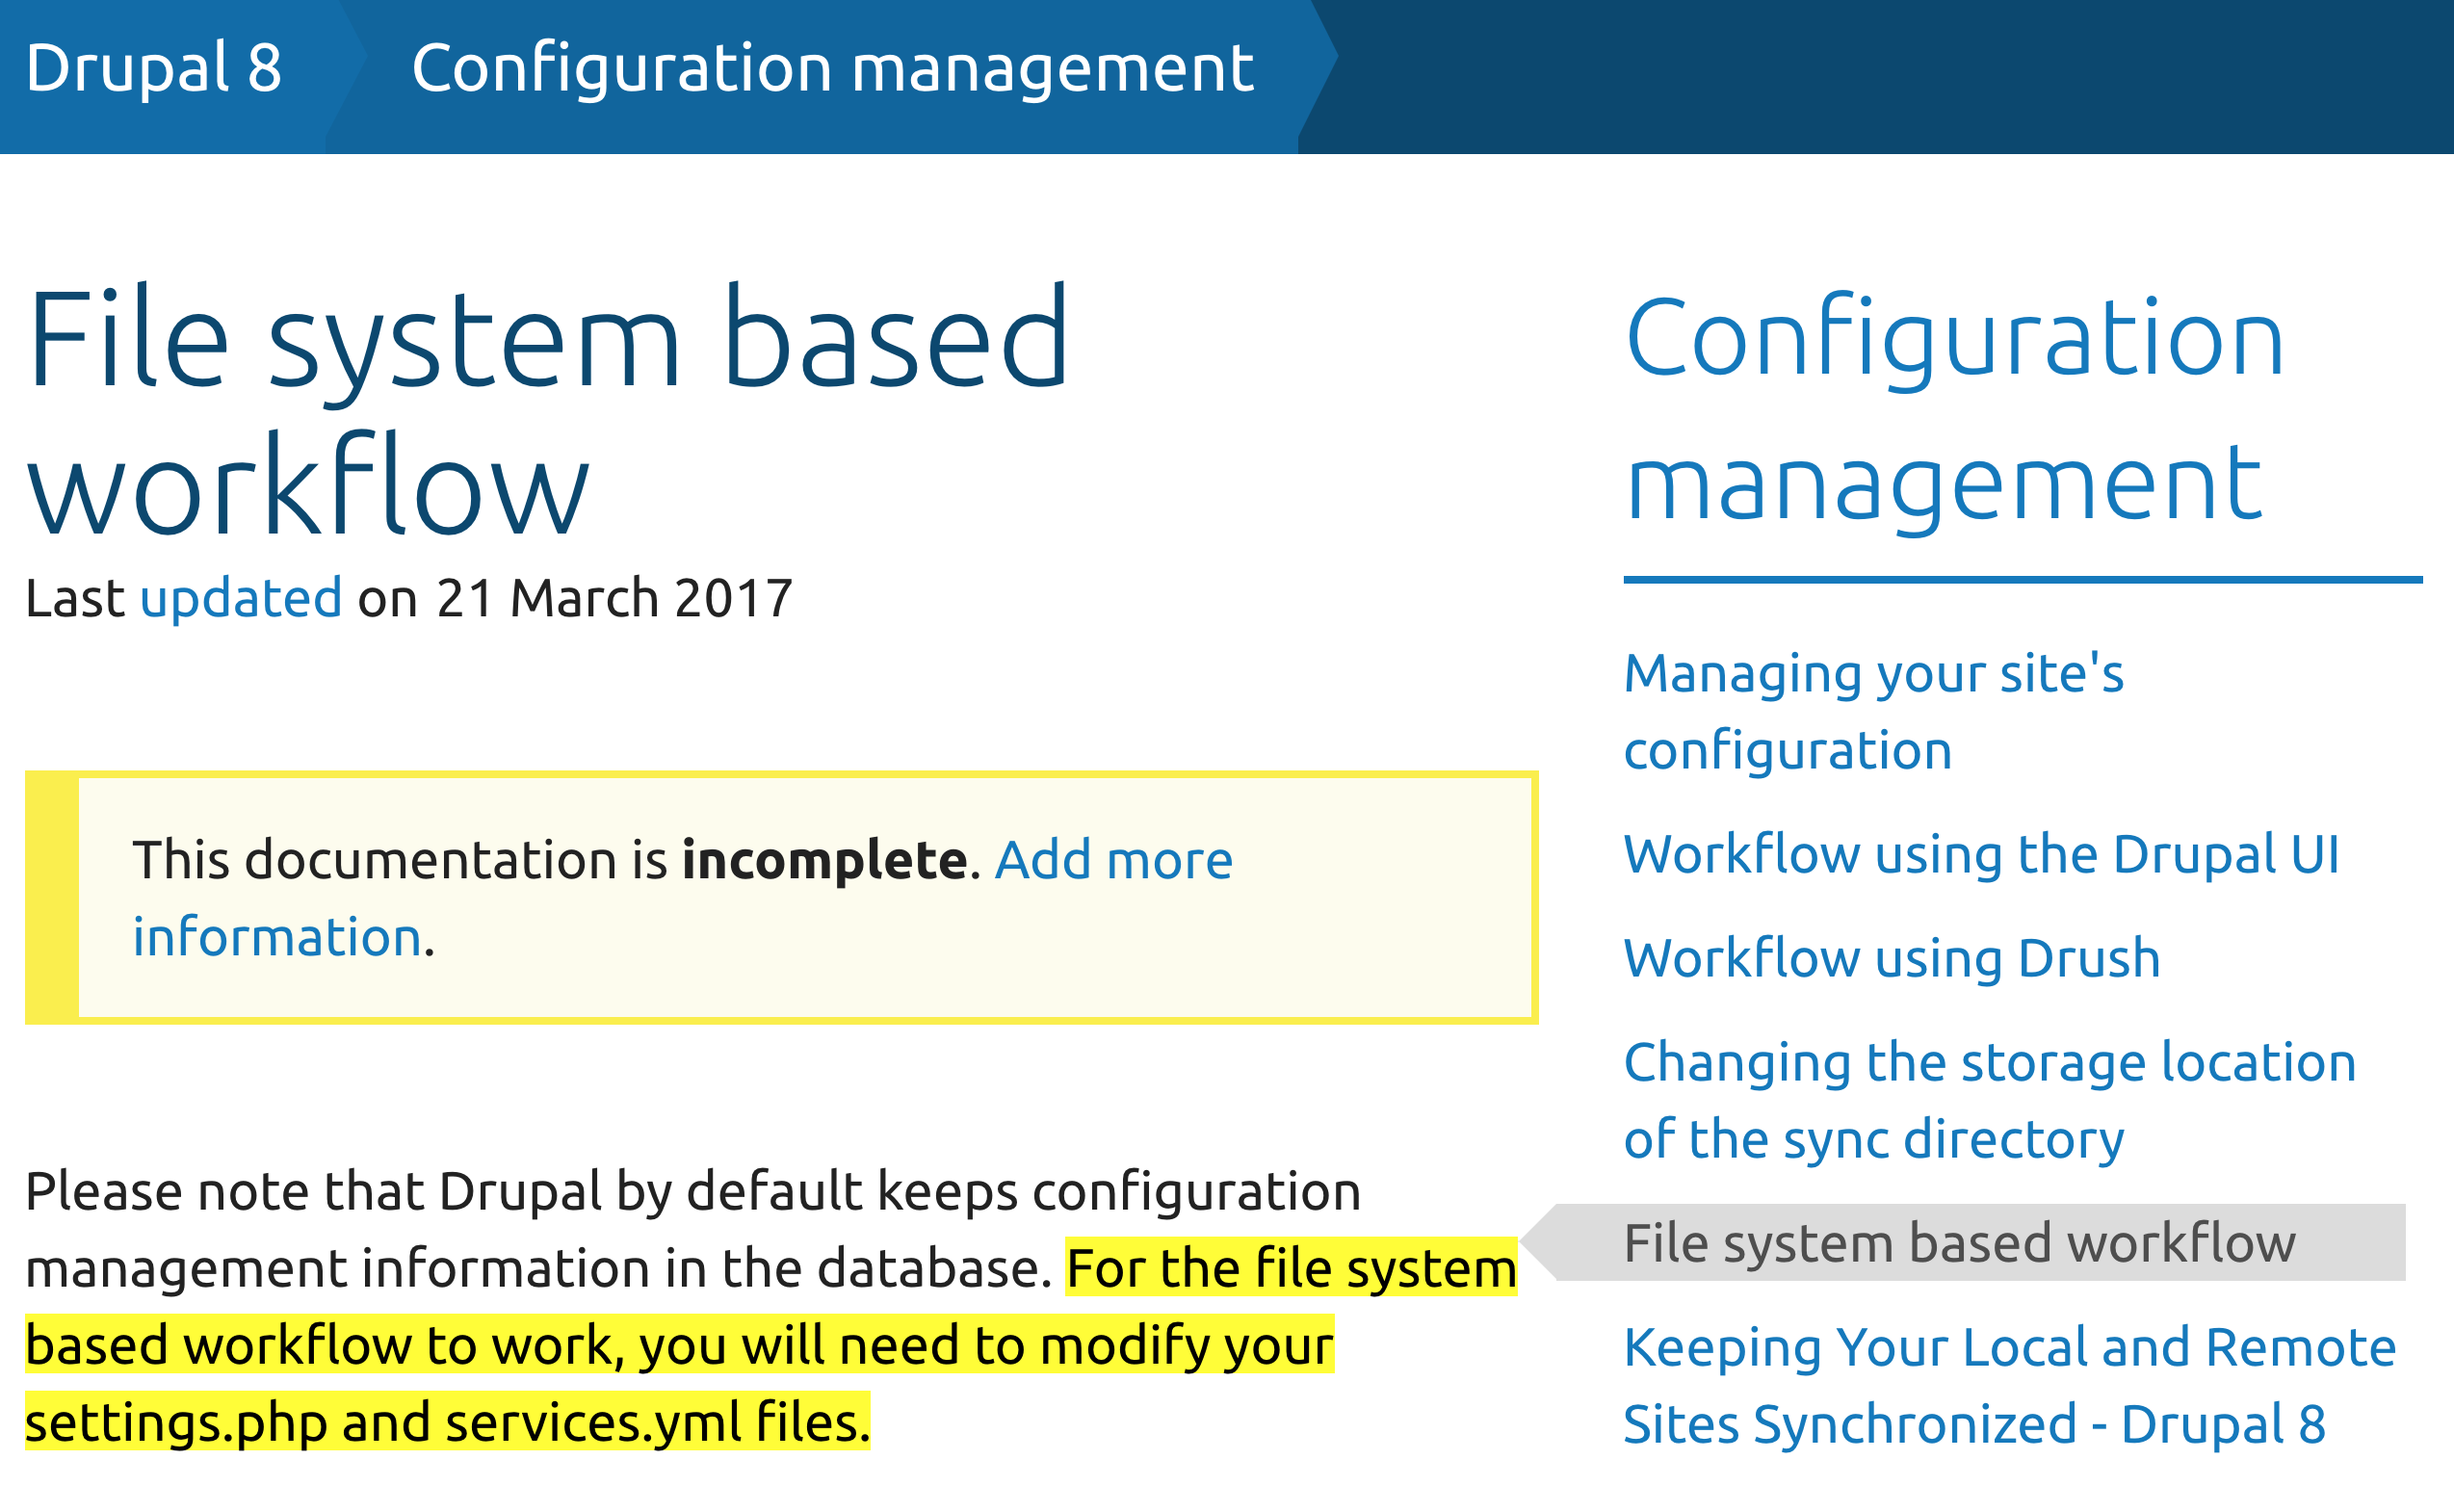 Drupal 8
Configuration management
File system based
workflow
Last updated on 21 March 2017
This documentation is incomplete. Add more
information.
Please note that Drupal by default keeps configuration
management information in the database. For the file system
based workflow to work, you will need to modify your
settings.php and services.yml files.
Configuration
management
Managing your site's
configuration
Workflow using the Drupal UI
Workflow using Drush
Changing the storage location
of the sync directory
File system based workflow
Keeping Your Local and Remote
Sites Synchronized - Drupal 8